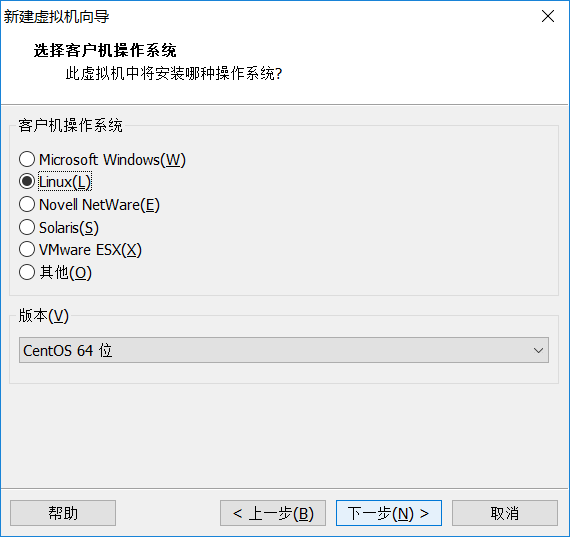 新建虚拟机向导
选择客户机操作系统
此虚拟机中将安装哪种操作系统?
客户机操作系统
Microsoft Windows(W)
Linux(L)
Novell NetWare(E)
Solaris(S)
VMware ESX(X)
其他(O)
版本(V)
CentOS 64 位
帮助
< 上一步(B)
下一步(N) >
取消